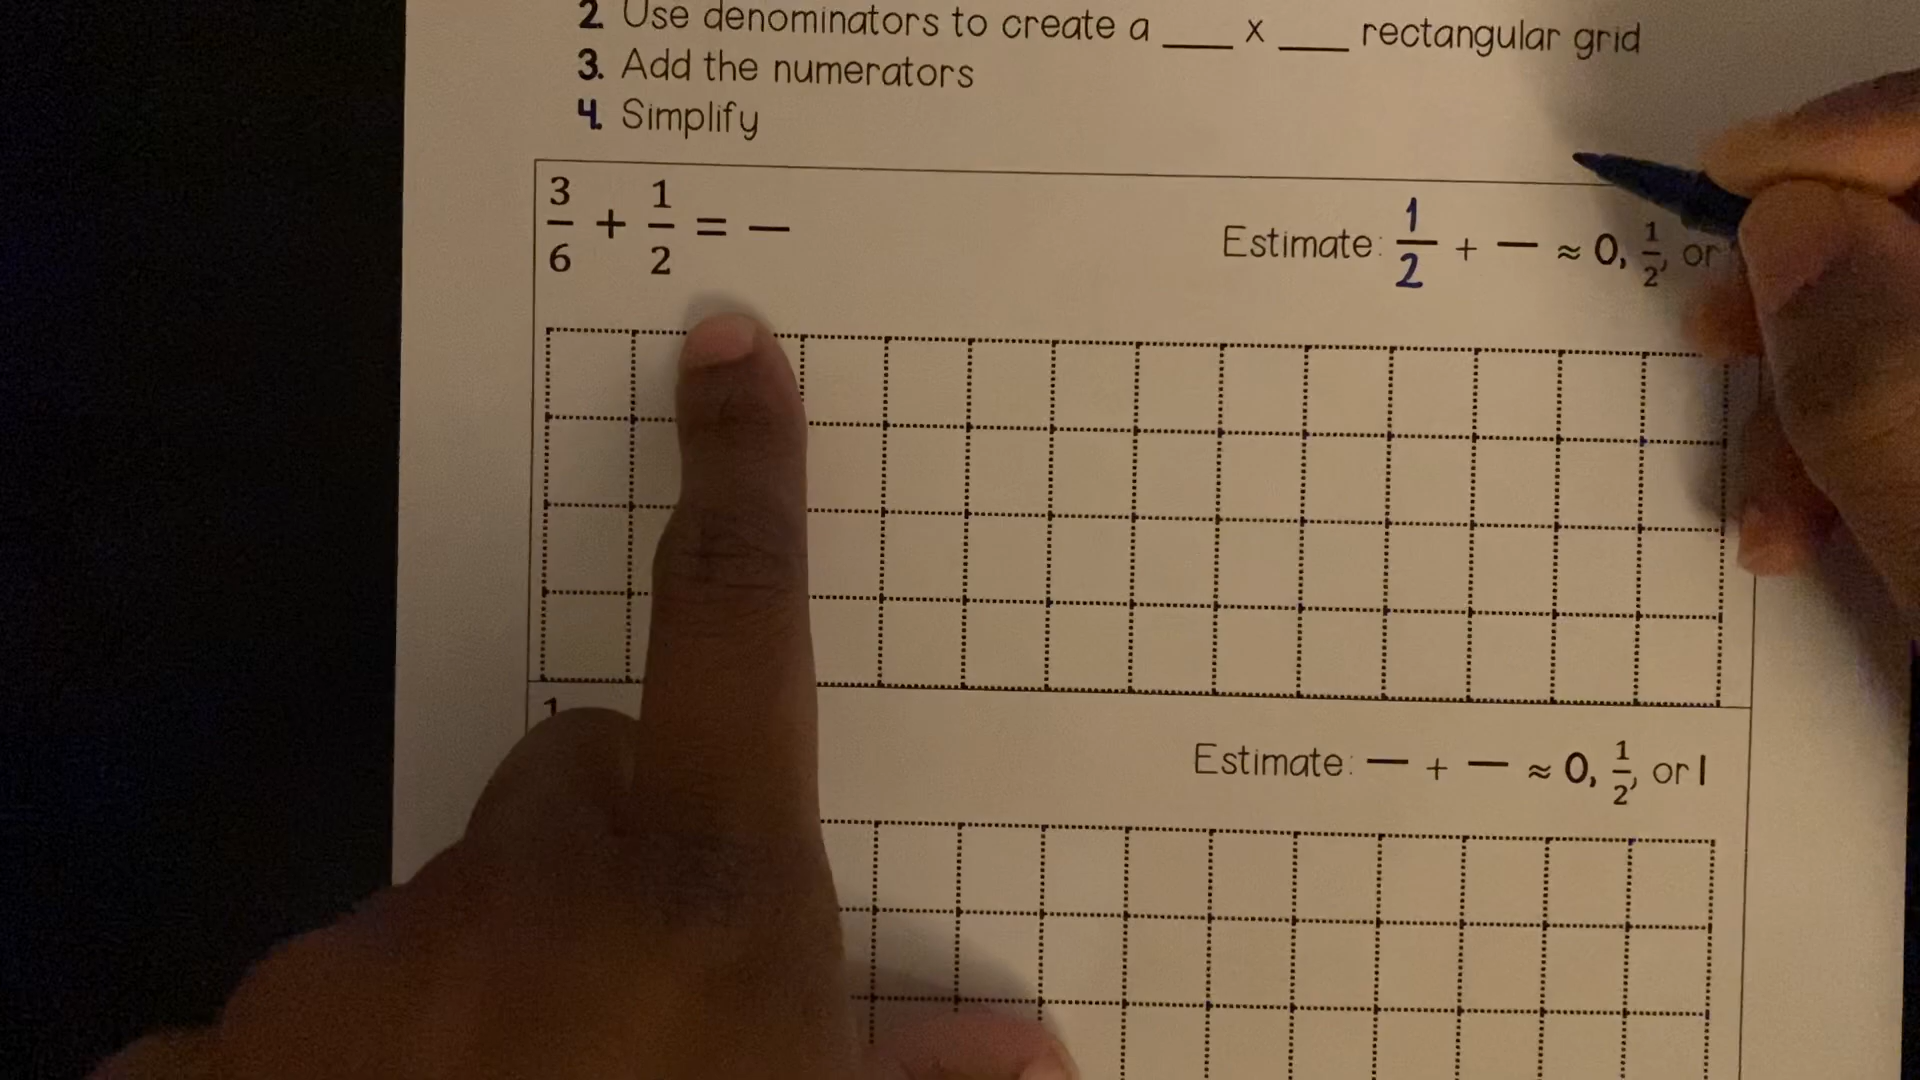 2. Use denominators to create a ___ x ___ rectangular grid
3. Add the numerators
4. Simplify
3/6 + 1/2 = — Estimate: 1/2 + — ≈ 0, 1/2, or
1
Estimate: — + — ≈ 0, 1/2, or 1